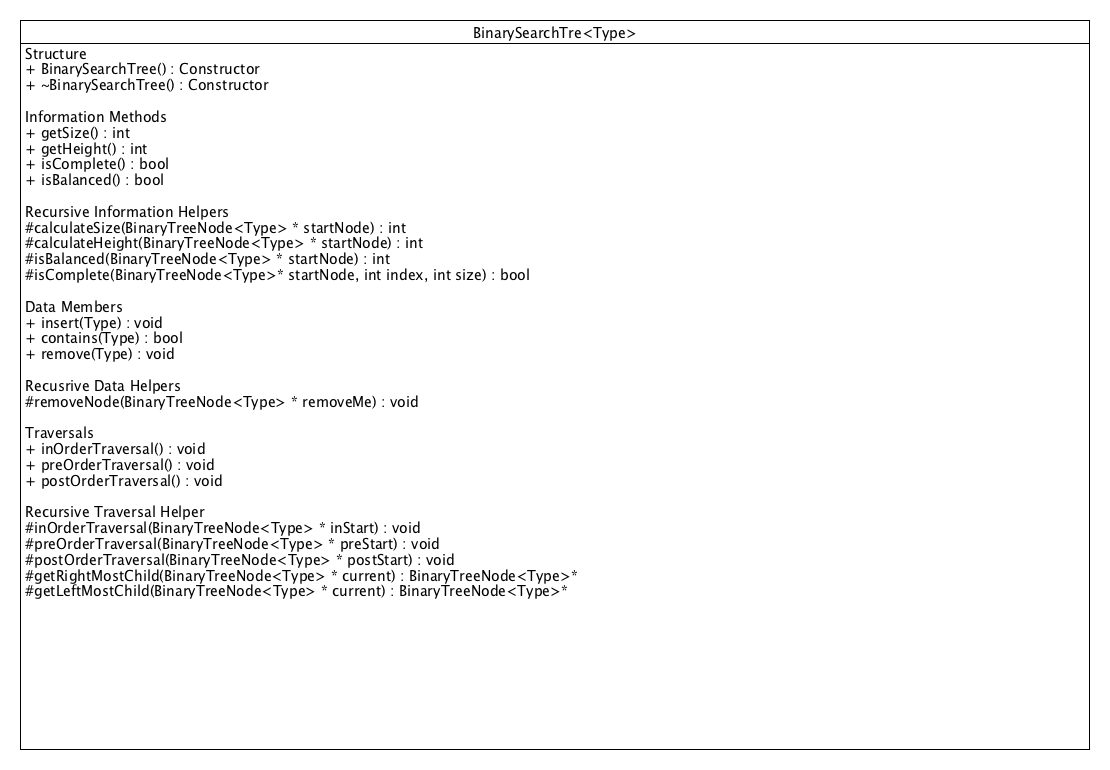 BinarySearchTre<Type>
Structure
+ BinarySearchTree() : Constructor
+ ~BinarySearchTree() : Constructor
Information Methods
+ getSize() : int
+ getHeight() : int
+ isComplete() : bool
+ isBalanced() : bool
Recursive Information Helpers
#calculateSize(BinaryTreeNode<Type> * startNode) : int
#calculateHeight(BinaryTreeNode<Type> * startNode) : int
#isBalanced(BinaryTreeNode<Type> * startNode) : int
#isComplete(BinaryTreeNode<Type>* startNode, int index, int size) : bool
Data Members
+ insert(Type) : void
+ contains(Type) : bool
+ remove(Type) : void
Recusrive Data Helpers
#removeNode(BinaryTreeNode<Type> * removeMe) : void
Traversals
+ inOrderTraversal() : void
+ preOrderTraversal() : void
+ postOrderTraversal() : void
Recursive Traversal Helper
#inOrderTraversal(BinaryTreeNode<Type> * inStart) : void
#preOrderTraversal(BinaryTreeNode<Type> * preStart) : void
#postOrderTraversal(BinaryTreeNode<Type> * postStart) : void
#getRightMostChild(BinaryTreeNode<Type> * current) : BinaryTreeNode<Type>*
#getLeftMostChild(BinaryTreeNode<Type> * current) : BinaryTreeNode<Type>*